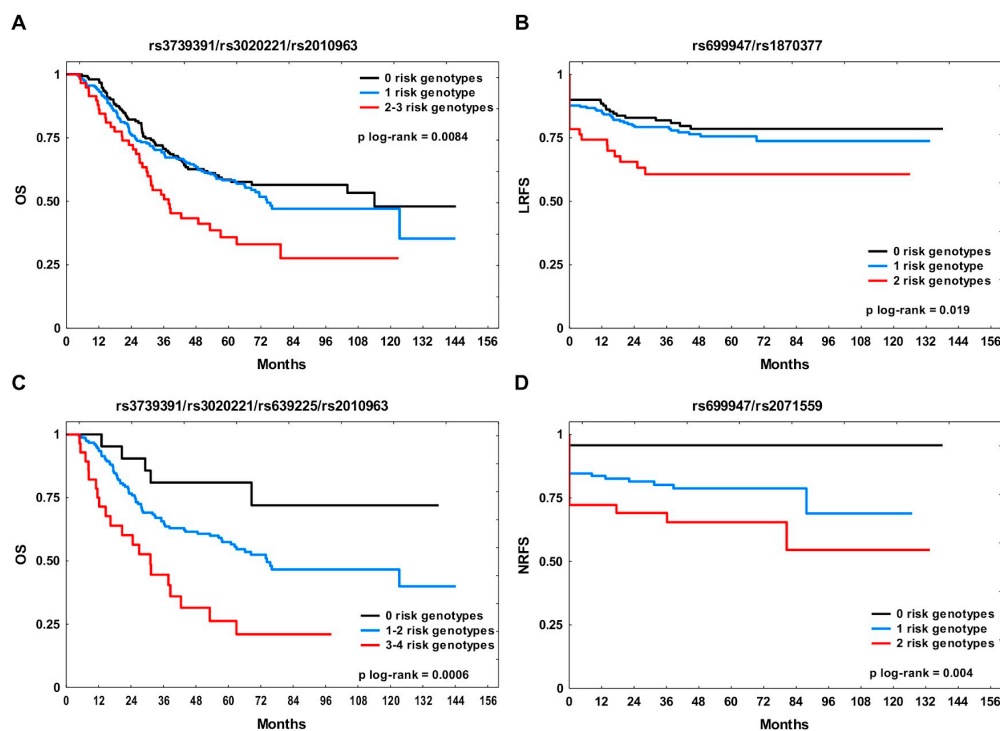 A
rs3739391/rs3020221/rs2010963
1
0.75
0.50
0.25
0
OS
0 risk genotypes
1 risk genotype
2-3 risk genotypes
p log-rank = 0.0084
0 12 24 36 48 60 72 84 96 108 120 132 144 156
Months
B
rs699947/rs1870377
1
0.75
0.50
0.25
0
LRFS
0 risk genotypes
1 risk genotype
2 risk genotypes
p log-rank = 0.019
0 12 24 36 48 60 72 84 96 108 120 132 144 156
Months
C
rs3739391/rs3020221/rs639225/rs2010963
1
0.75
0.50
0.25
0
OS
0 risk genotypes
1-2 risk genotypes
3-4 risk genotypes
p log-rank = 0.0006
0 12 24 36 48 60 72 84 96 108 120 132 144 156
Months
D
rs699947/rs2071559
1
0.75
0.50
0.25
0
NRFS
0 risk genotypes
1 risk genotype
2 risk genotypes
p log-rank = 0.004
0 12 24 36 48 60 72 84 96 108 120 132 144 156
Months